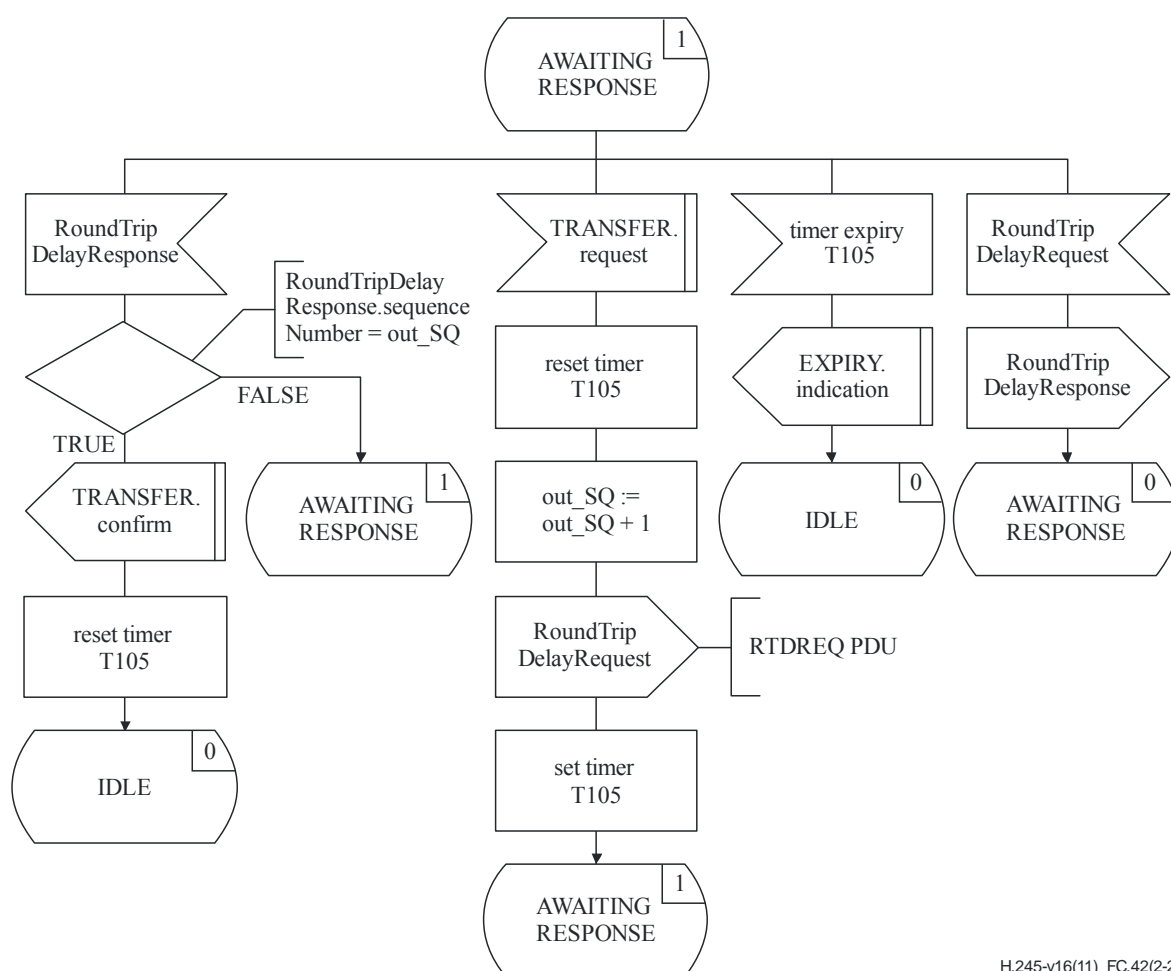 1
AWAITING
RESPONSE
RoundTrip
DelayResponse
RoundTripDelay
Response.sequence
Number = out_SQ
FALSE
TRUE
TRANSFER.
confirm
1
AWAITING
RESPONSE
reset timer
T105
0
IDLE
TRANSFER.
request
reset timer
T105
out_SQ :=
out_SQ + 1
RoundTrip
DelayRequest
RTDREQ PDU
set timer
T105
1
AWAITING
RESPONSE
timer expiry
T105
EXPIRY.
indication
0
IDLE
RoundTrip
DelayRequest
RoundTrip
DelayResponse
0
AWAITING
RESPONSE